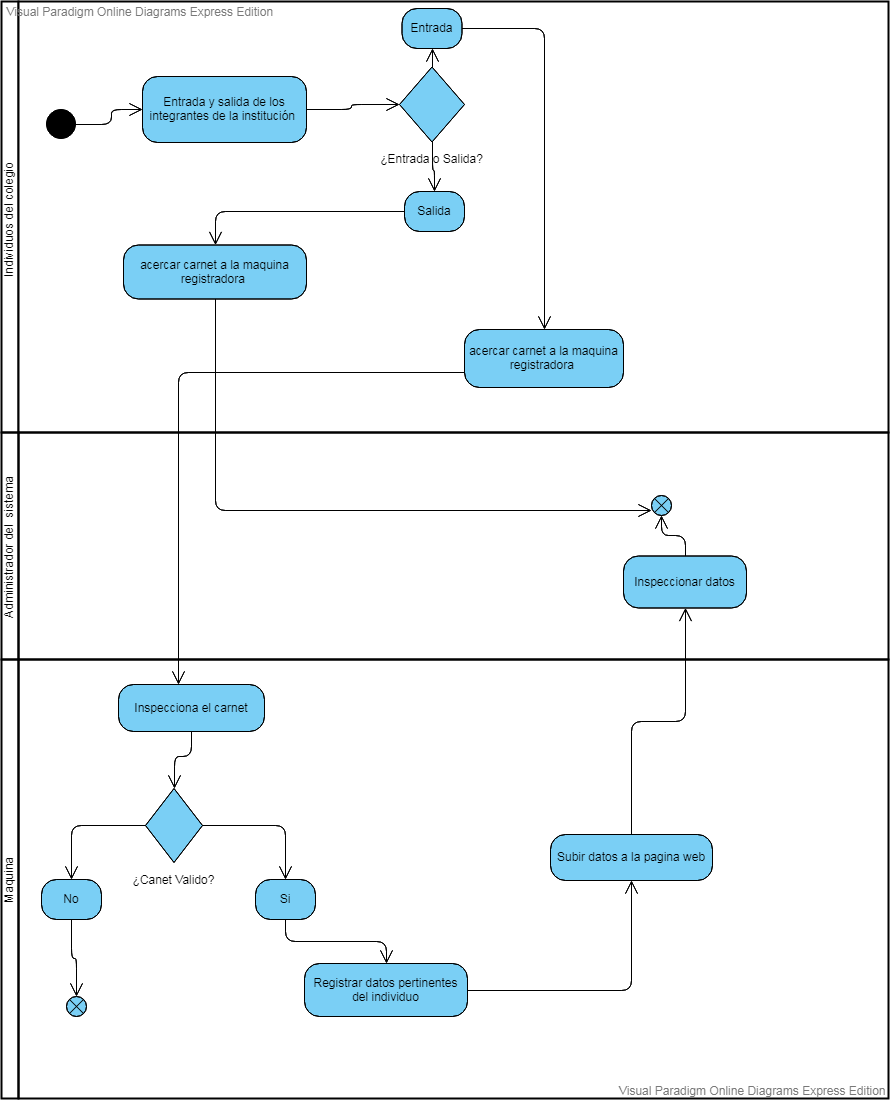 Visual Paradigm Online Diagrams Express Edition
Individuos del colegio
Entrada
Entrada y salida de los
integrantes de la institución
¿Entrada o Salida?
Salida
acercar carnet a la maquina
registradora
acercar carnet a la maquina
registradora
Administrador del sistema
Inspeccionar datos
Maquina
Inspecciona el carnet
¿Canet Valido?
No
Si
Subir datos a la pagina web
Registrar datos pertinentes
del individuo
Visual Paradigm Online Diagrams Express Edition